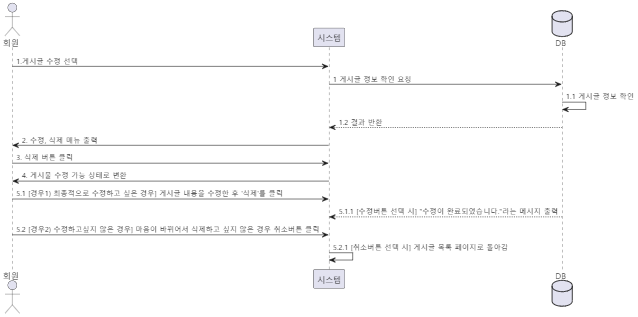 회원
시스템
DB
1.게시글 수정 선택
1 게시글 정보 확인 요청
1.1 게시글 정보 확인
1.2 결과 반환
2. 수정, 삭제 메뉴 출력
3. 삭제 버튼 클릭
4. 게시물 수정 가능 상태로 변환
5.1 [경우1) 최종적으로 수정하고 싶은 경우] 게시글 내용을 수정한 후 '삭제'를 클릭
5.1.1 [수정버튼 선택 시] "수정이 완료되었습니다."라는 메시지 출력
5.2 [경우2) 수정하고싶지 않은 경우] 마음이 바뀌어서 삭제하고 싶지 않은 경우 취소버튼 클릭
5.2.1 [취소버튼 선택 시] 게시글 목록 페이지로 돌아감
회원
시스템
DB